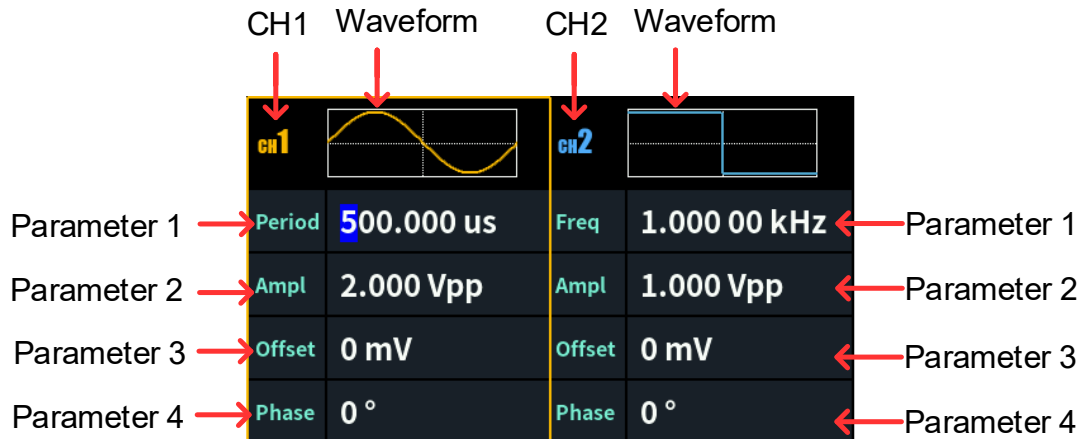 CH1 Waveform CH2 Waveform
CH1 CH2
Parameter 1 Period 500.000 us Freq 1.000 00 kHz Parameter 1
Parameter 2 Ampl 2.000 Vpp Ampl 1.000 Vpp Parameter 2
Parameter 3 Offset 0 mV Offset 0 mV Parameter 3
Parameter 4 Phase 0 ° Phase 0 ° Parameter 4